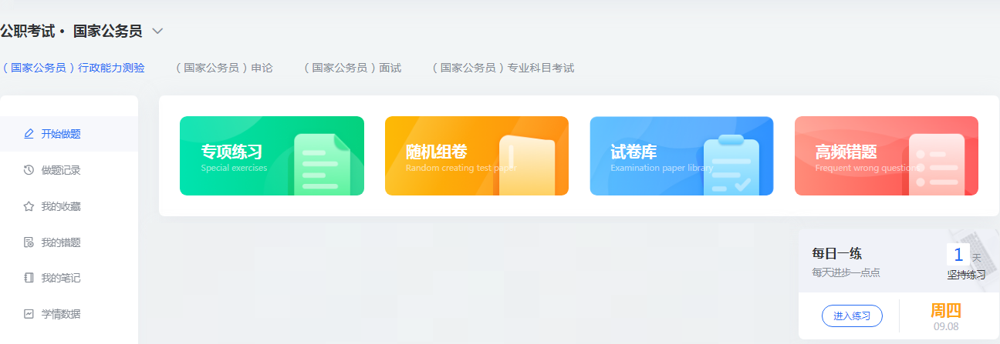 公职考试· 国家公务员
（国家公务员）行政能力测验
（国家公务员）申论
（国家公务员）面试
（国家公务员）专业科目考试
开始做题
做题记录
我的收藏
我的错题
我的笔记
学情数据
专项练习
Special exercises
随机组卷
Random creating test paper
试卷库
Examination paper library
高频错题
Frequent wrong questions
每日一练
每天进步一点点
1 天
坚持练习
进入练习
周四
09.08